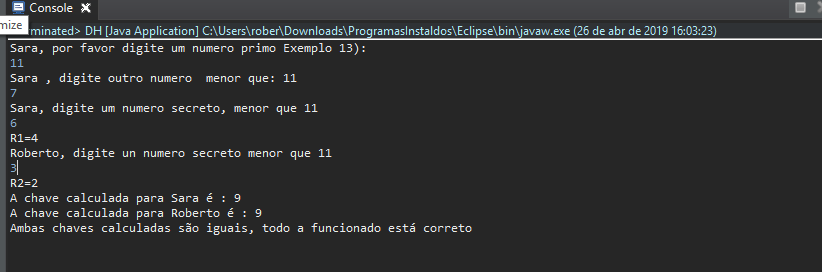 Console
mize
minated> DH [Java Application] C:\Users\rober\Downloads\ProgramasInstaldos\Eclipse\bin\javaw.exe (26 de abr de 2019 16:03:23)
Sara, por favor digite um numero primo Exemplo 13):
11
Sara , digite outro numero  menor que: 11
7
Sara, digite um numero secreto, menor que 11
6
R1=4
Roberto, digite un numero secreto menor que 11
3
R2=2
A chave calculada para Sara é : 9
A chave calculada para Roberto é : 9
Ambas chaves calculadas são iguais, todo a funcionado está correto